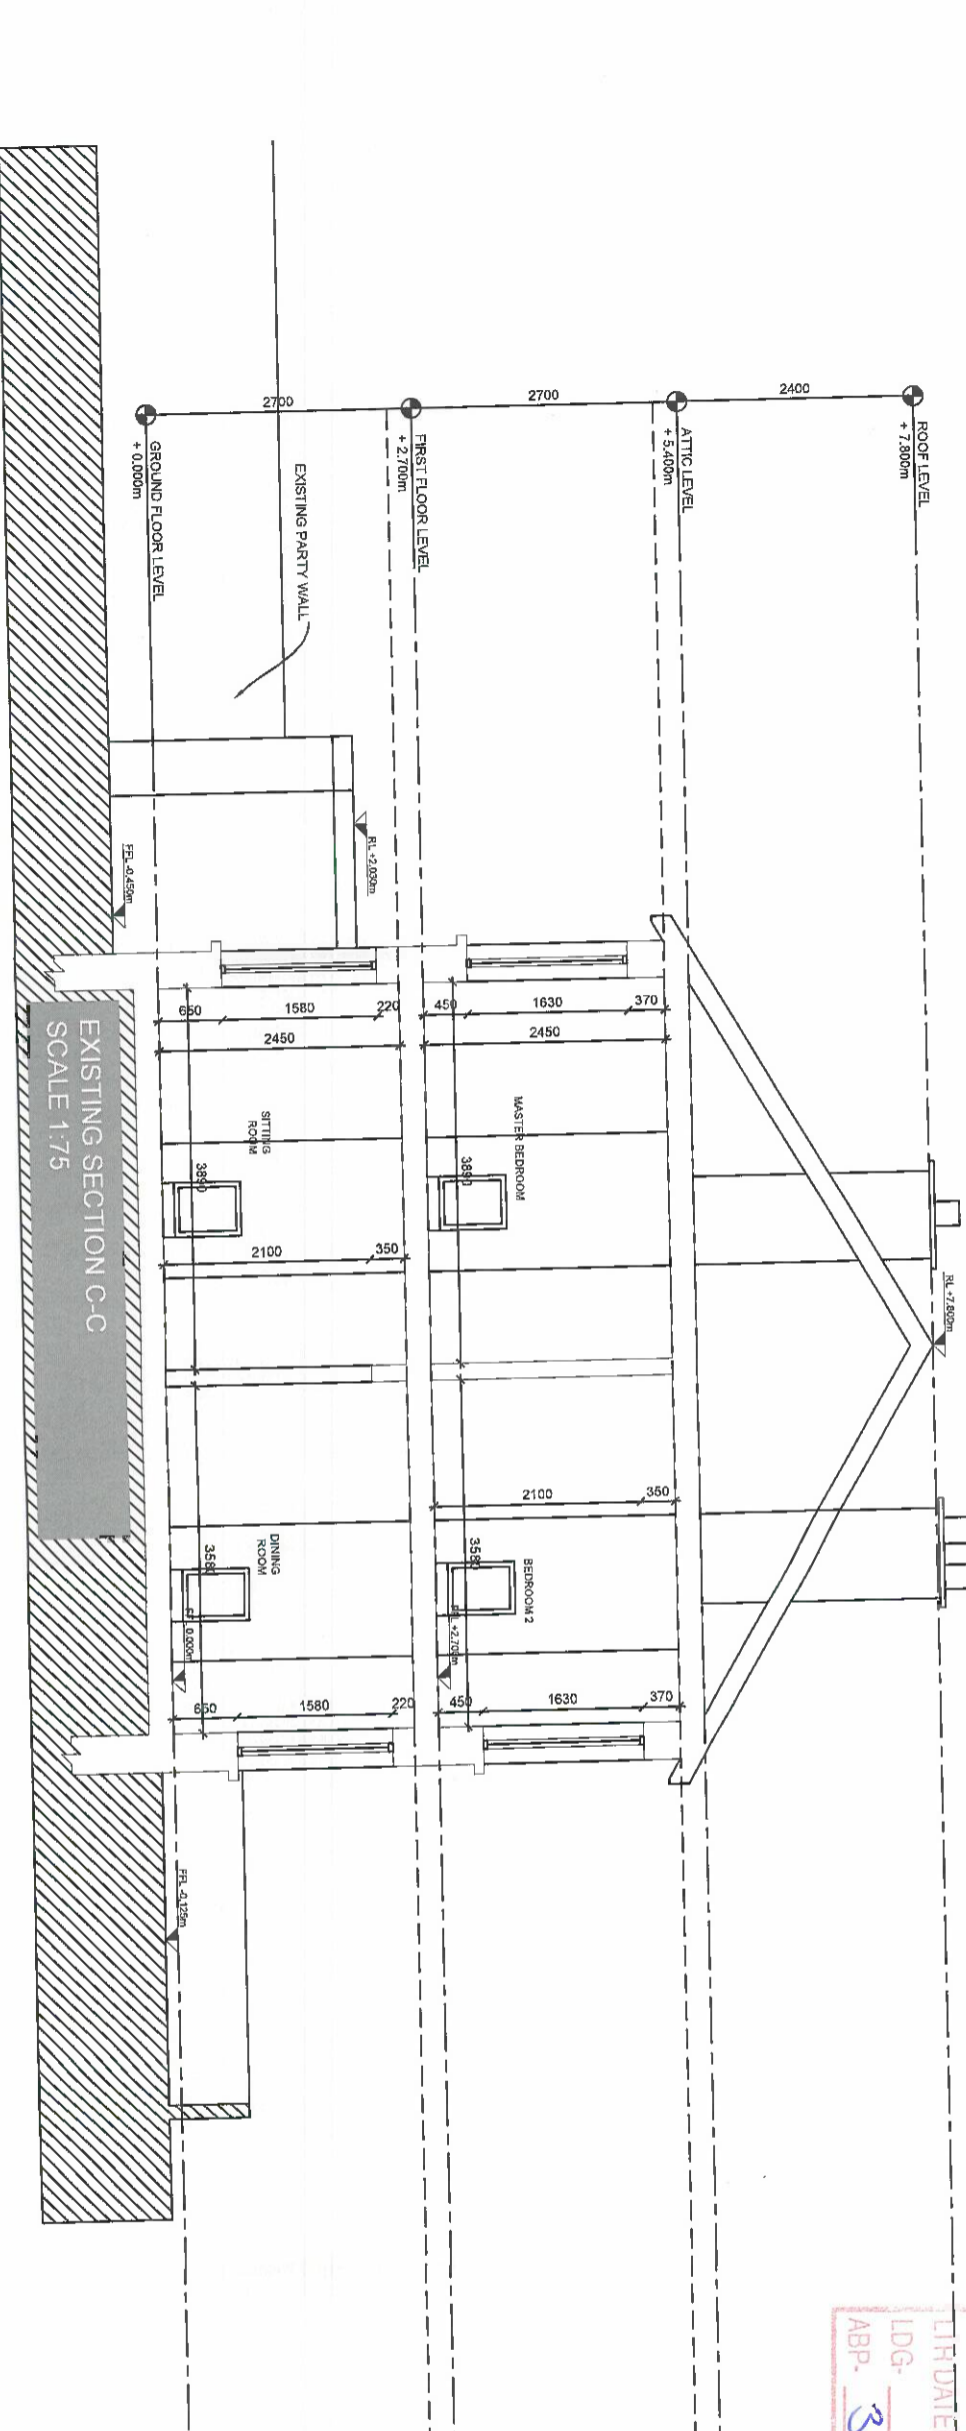 ROOF LEVEL
+ 7.800m
2400
ATTIC LEVEL
+ 5.400m
2700
FIRST FLOOR LEVEL
+ 2.700m
2700
GROUND FLOOR LEVEL
+ 0.000m
EXISTING PARTY WALL
RL +2.030m
FFL -0.450m
RL +7.800m
370
1630
450
2450
MASTER BEDROOM
3890
220
1580
650
2450
SITTING
ROOM
3890
350
2100
350
2100
BEDROOM 2
3580
FFL +2.700m
370
1630
450
DINING
ROOM
3580
0.000m
220
1580
650
FFL -0.125m
EXISTING SECTION C-C
SCALE 1:75
LDG-
ABP- 3